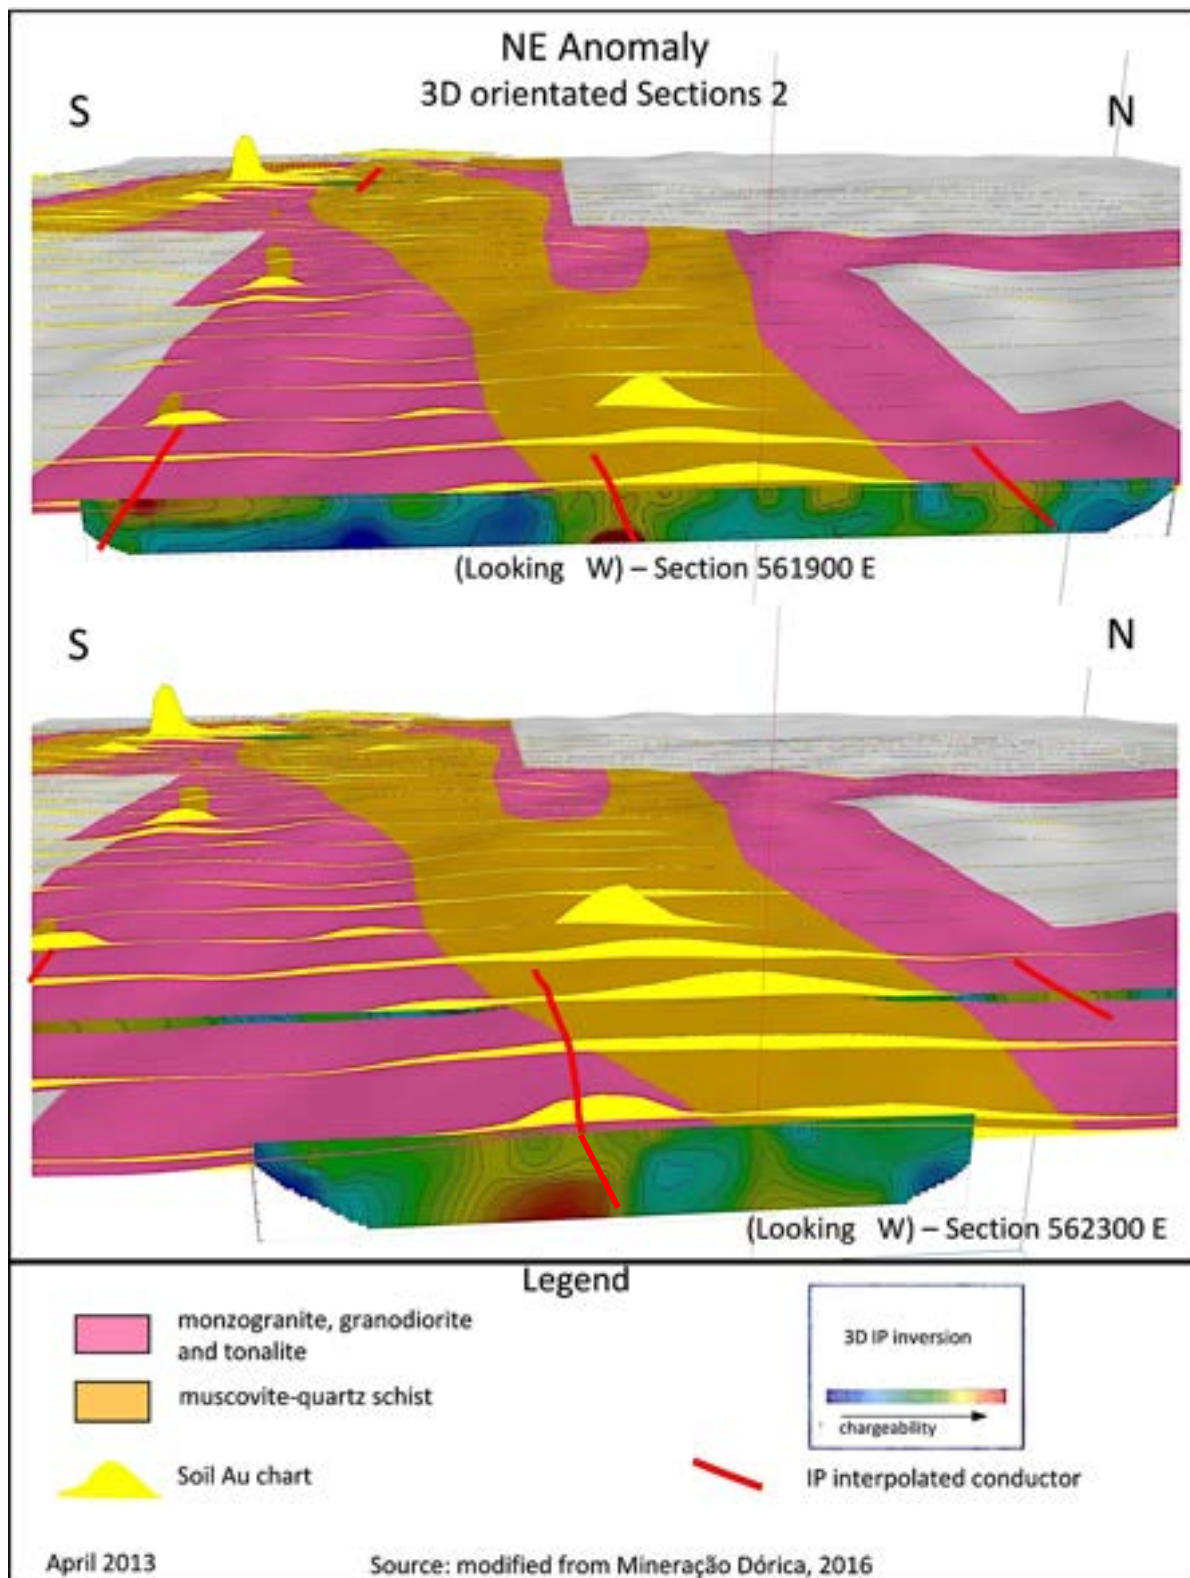 NE Anomaly
3D orientated Sections 2
S
N
(Looking W) – Section 561900 E
S
N
(Looking W) – Section 562300 E
Legend
monzogranite, granodiorite
and tonalite
muscovite-quartz schist
Soil Au chart
3D IP inversion
chargeability
IP interpolated conductor
April 2013
Source: modified from Mineração Dórica, 2016